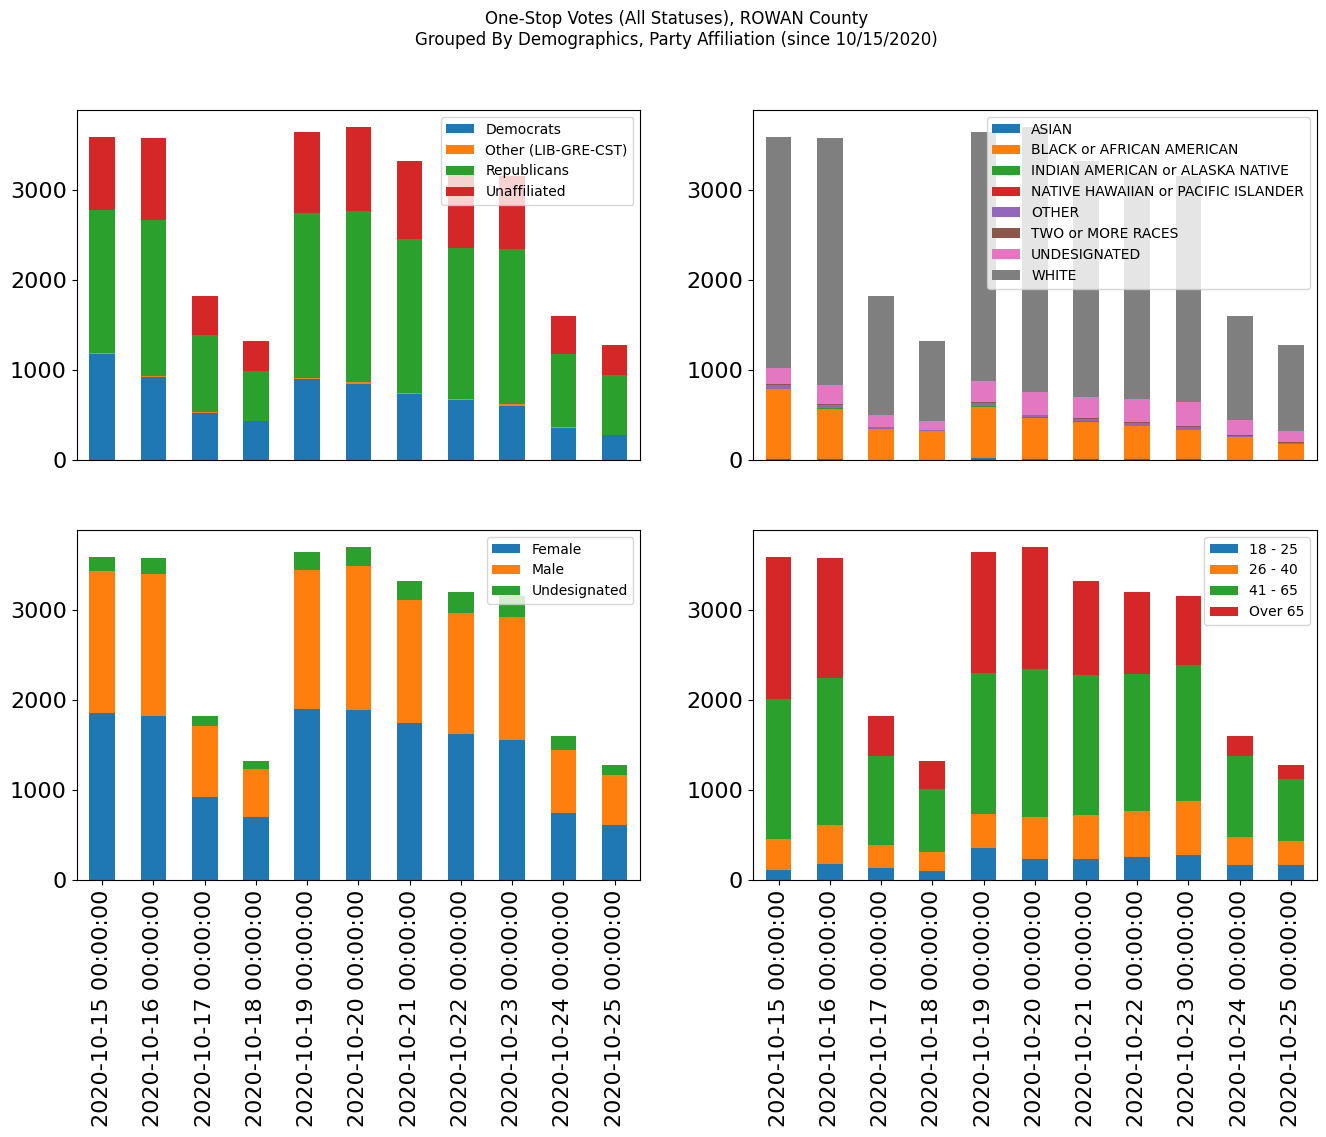 One-Stop Votes (All Statuses), ROWAN County
Grouped By Demographics, Party Affiliation (since 10/15/2020)
3000
2000
1000
0
Democrats
Other (LIB-GRE-CST)
Republicans
Unaffiliated
3000
2000
1000
0
ASIAN
BLACK or AFRICAN AMERICAN
INDIAN AMERICAN or ALASKA NATIVE
NATIVE HAWAIIAN or PACIFIC ISLANDER
OTHER
TWO or MORE RACES
UNDESIGNATED
WHITE
3000
2000
1000
0
Female
Male
Undesignated
2020-10-15 00:00:00
2020-10-16 00:00:00
2020-10-17 00:00:00
2020-10-18 00:00:00
2020-10-19 00:00:00
2020-10-20 00:00:00
2020-10-21 00:00:00
2020-10-22 00:00:00
2020-10-23 00:00:00
2020-10-24 00:00:00
2020-10-25 00:00:00
3000
2000
1000
0
18 - 25
26 - 40
41 - 65
Over 65
2020-10-15 00:00:00
2020-10-16 00:00:00
2020-10-17 00:00:00
2020-10-18 00:00:00
2020-10-19 00:00:00
2020-10-20 00:00:00
2020-10-21 00:00:00
2020-10-22 00:00:00
2020-10-23 00:00:00
2020-10-24 00:00:00
2020-10-25 00:00:00